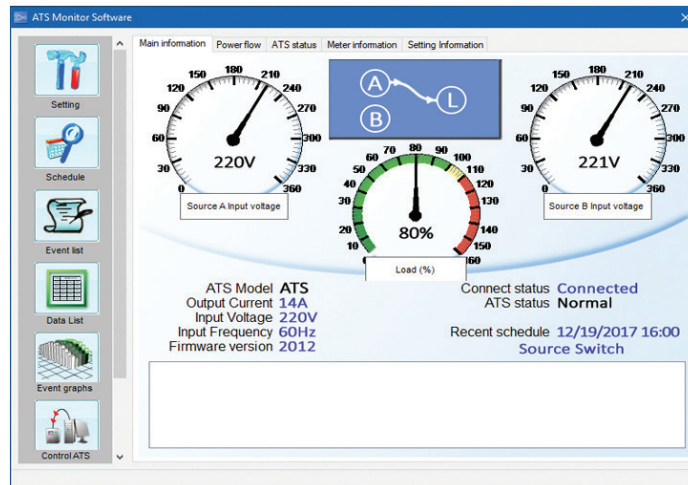 ATS Monitor Software
Setting
Schedule
Event list
Data List
Event graphs
Control ATS
Main information Power flow ATS status Meter information Setting Information
0 30 60 90 120 150 180 210 240 270 300 330 360
220V
Source A Input voltage
A
B
L
10 20 30 40 50 60 70 80 90 100 110 120 130 140 150
80%
Load (%)
0 30 60 90 120 150 180 210 240 270 300 330 360
221V
Source B Input voltage
ATS Model ATS
Output Current 14A
Input Voltage 220V
Input Frequency 60Hz
Firmware version 2012
Connect status Connected
ATS status Normal
Recent schedule 12/19/2017 16:00
Source Switch